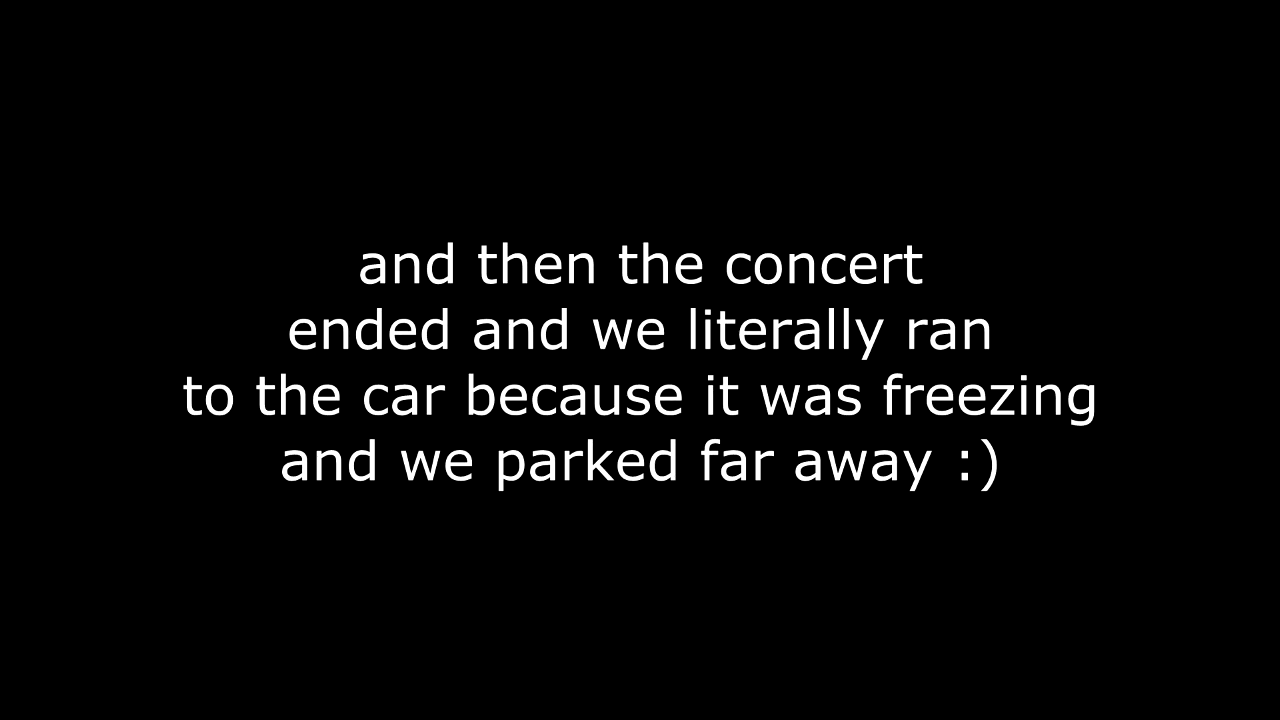 and then the concert
ended and we literally ran
to the car because it was freezing
and we parked far away :)